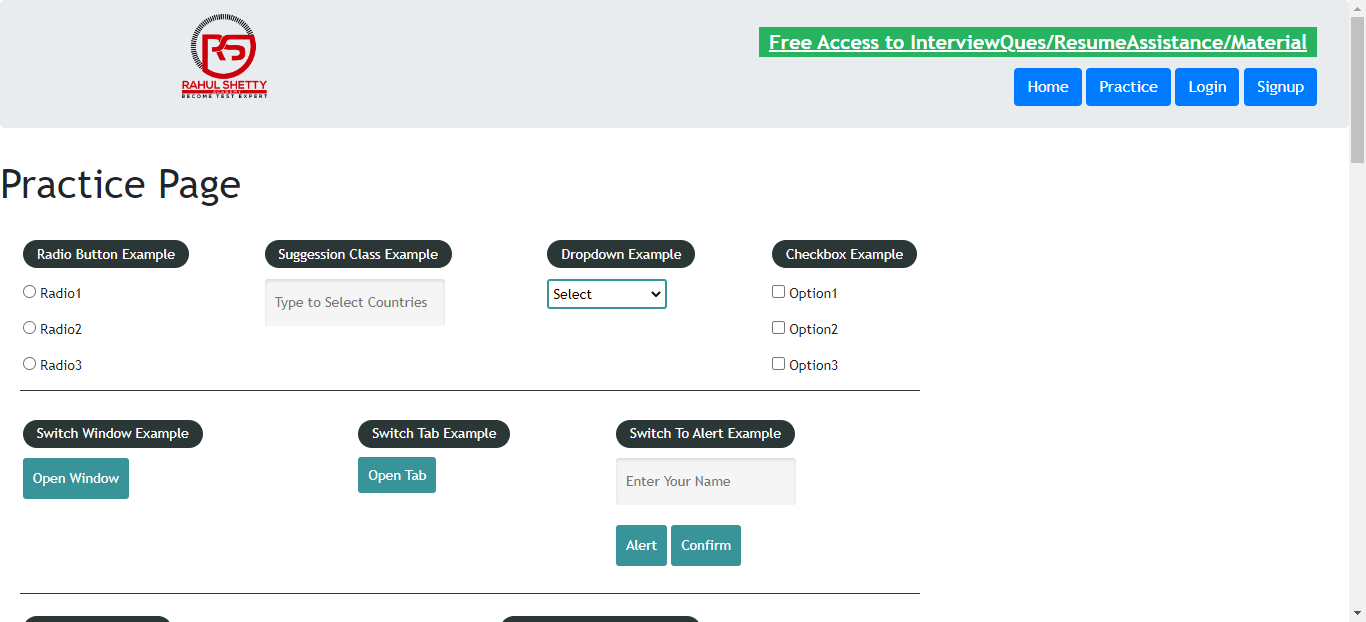 RS
RAHUL SHETTY
ACADEMY
BECOME TEST EXPERT
Free Access to InterviewQues/ResumeAssistance/Material
Home Practice Login Signup
Practice Page
Radio Button Example
Radio1
Radio2
Radio3
Suggession Class Example
Type to Select Countries
Dropdown Example
Select
Checkbox Example
Option1
Option2
Option3
Switch Window Example
Open Window
Switch Tab Example
Open Tab
Switch To Alert Example
Enter Your Name
Alert Confirm